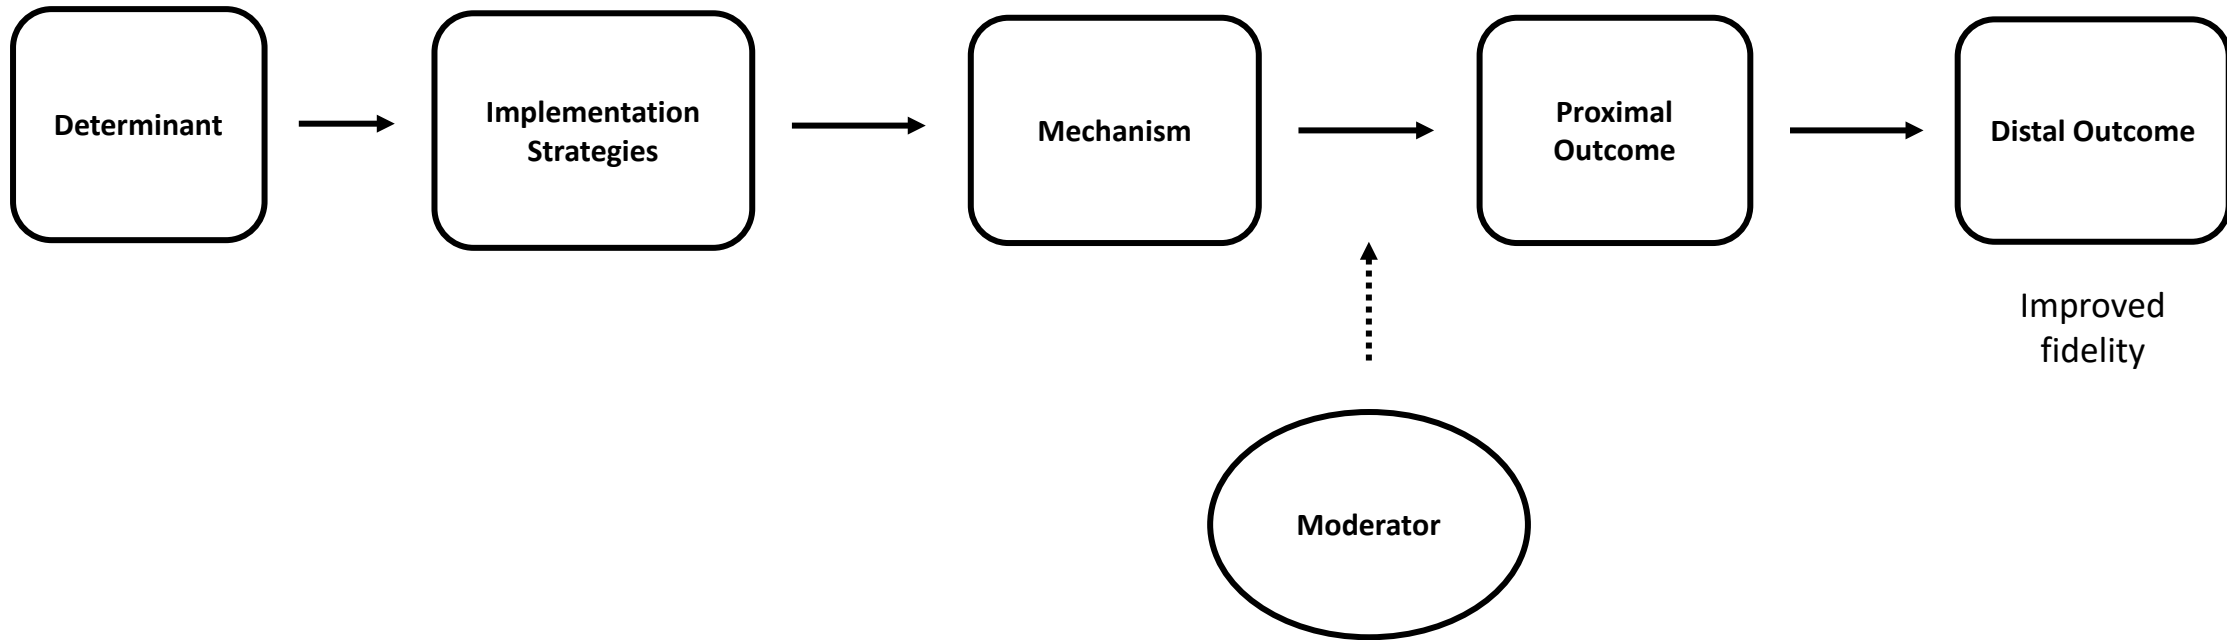 Determinant
Implementation
Strategies
Mechanism
Proximal
Outcome
Distal Outcome
Improved
fidelity
Moderator